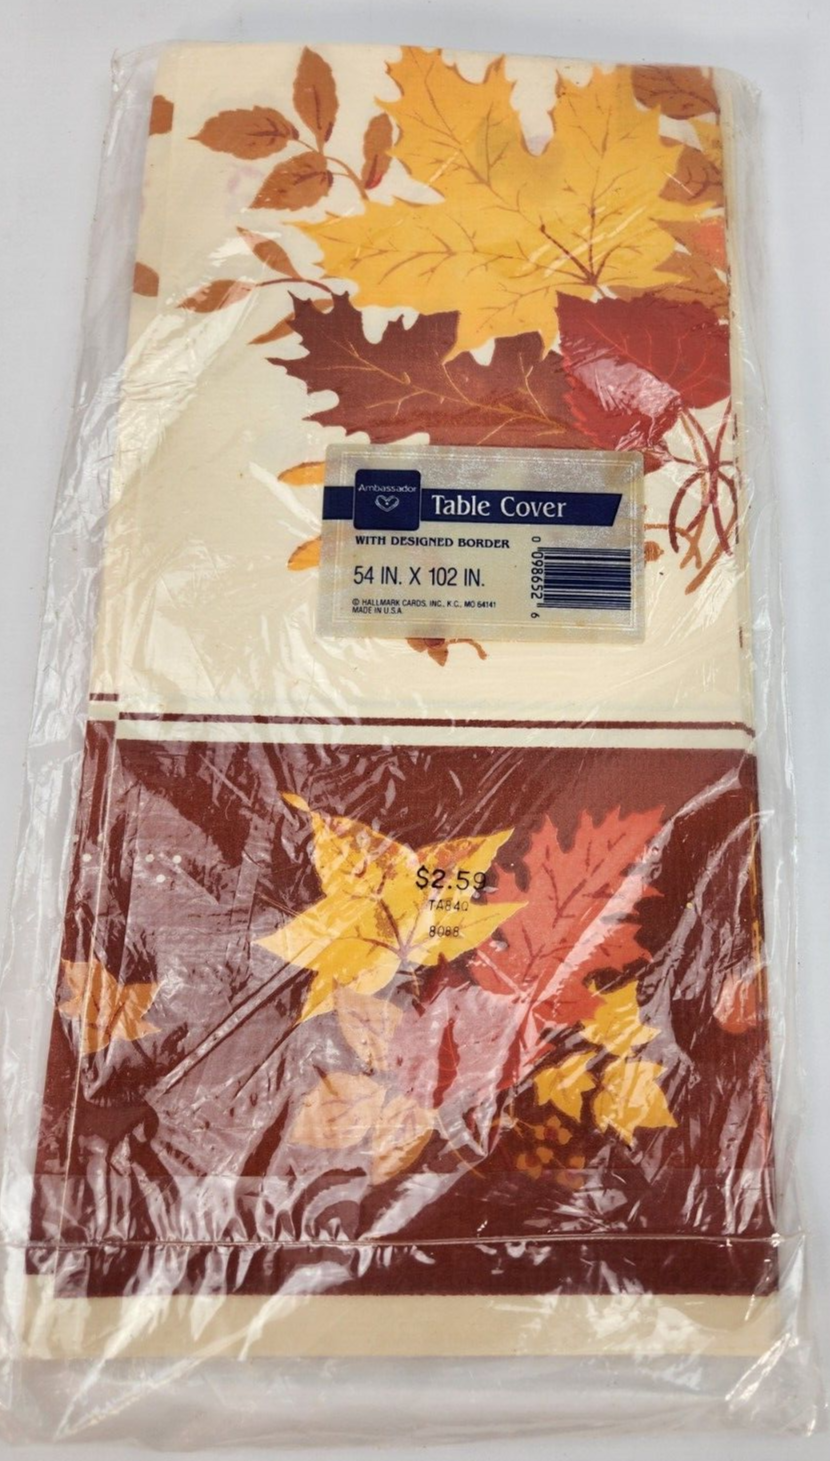 Ambassador
Table Cover
WITH DESIGNED BORDER
54 IN. X 102 IN.
© HALLMARK CARDS, INC., K.C., MO 64141
MADE IN U.S.A.
0 098652 6
$2.59
TA840
8088